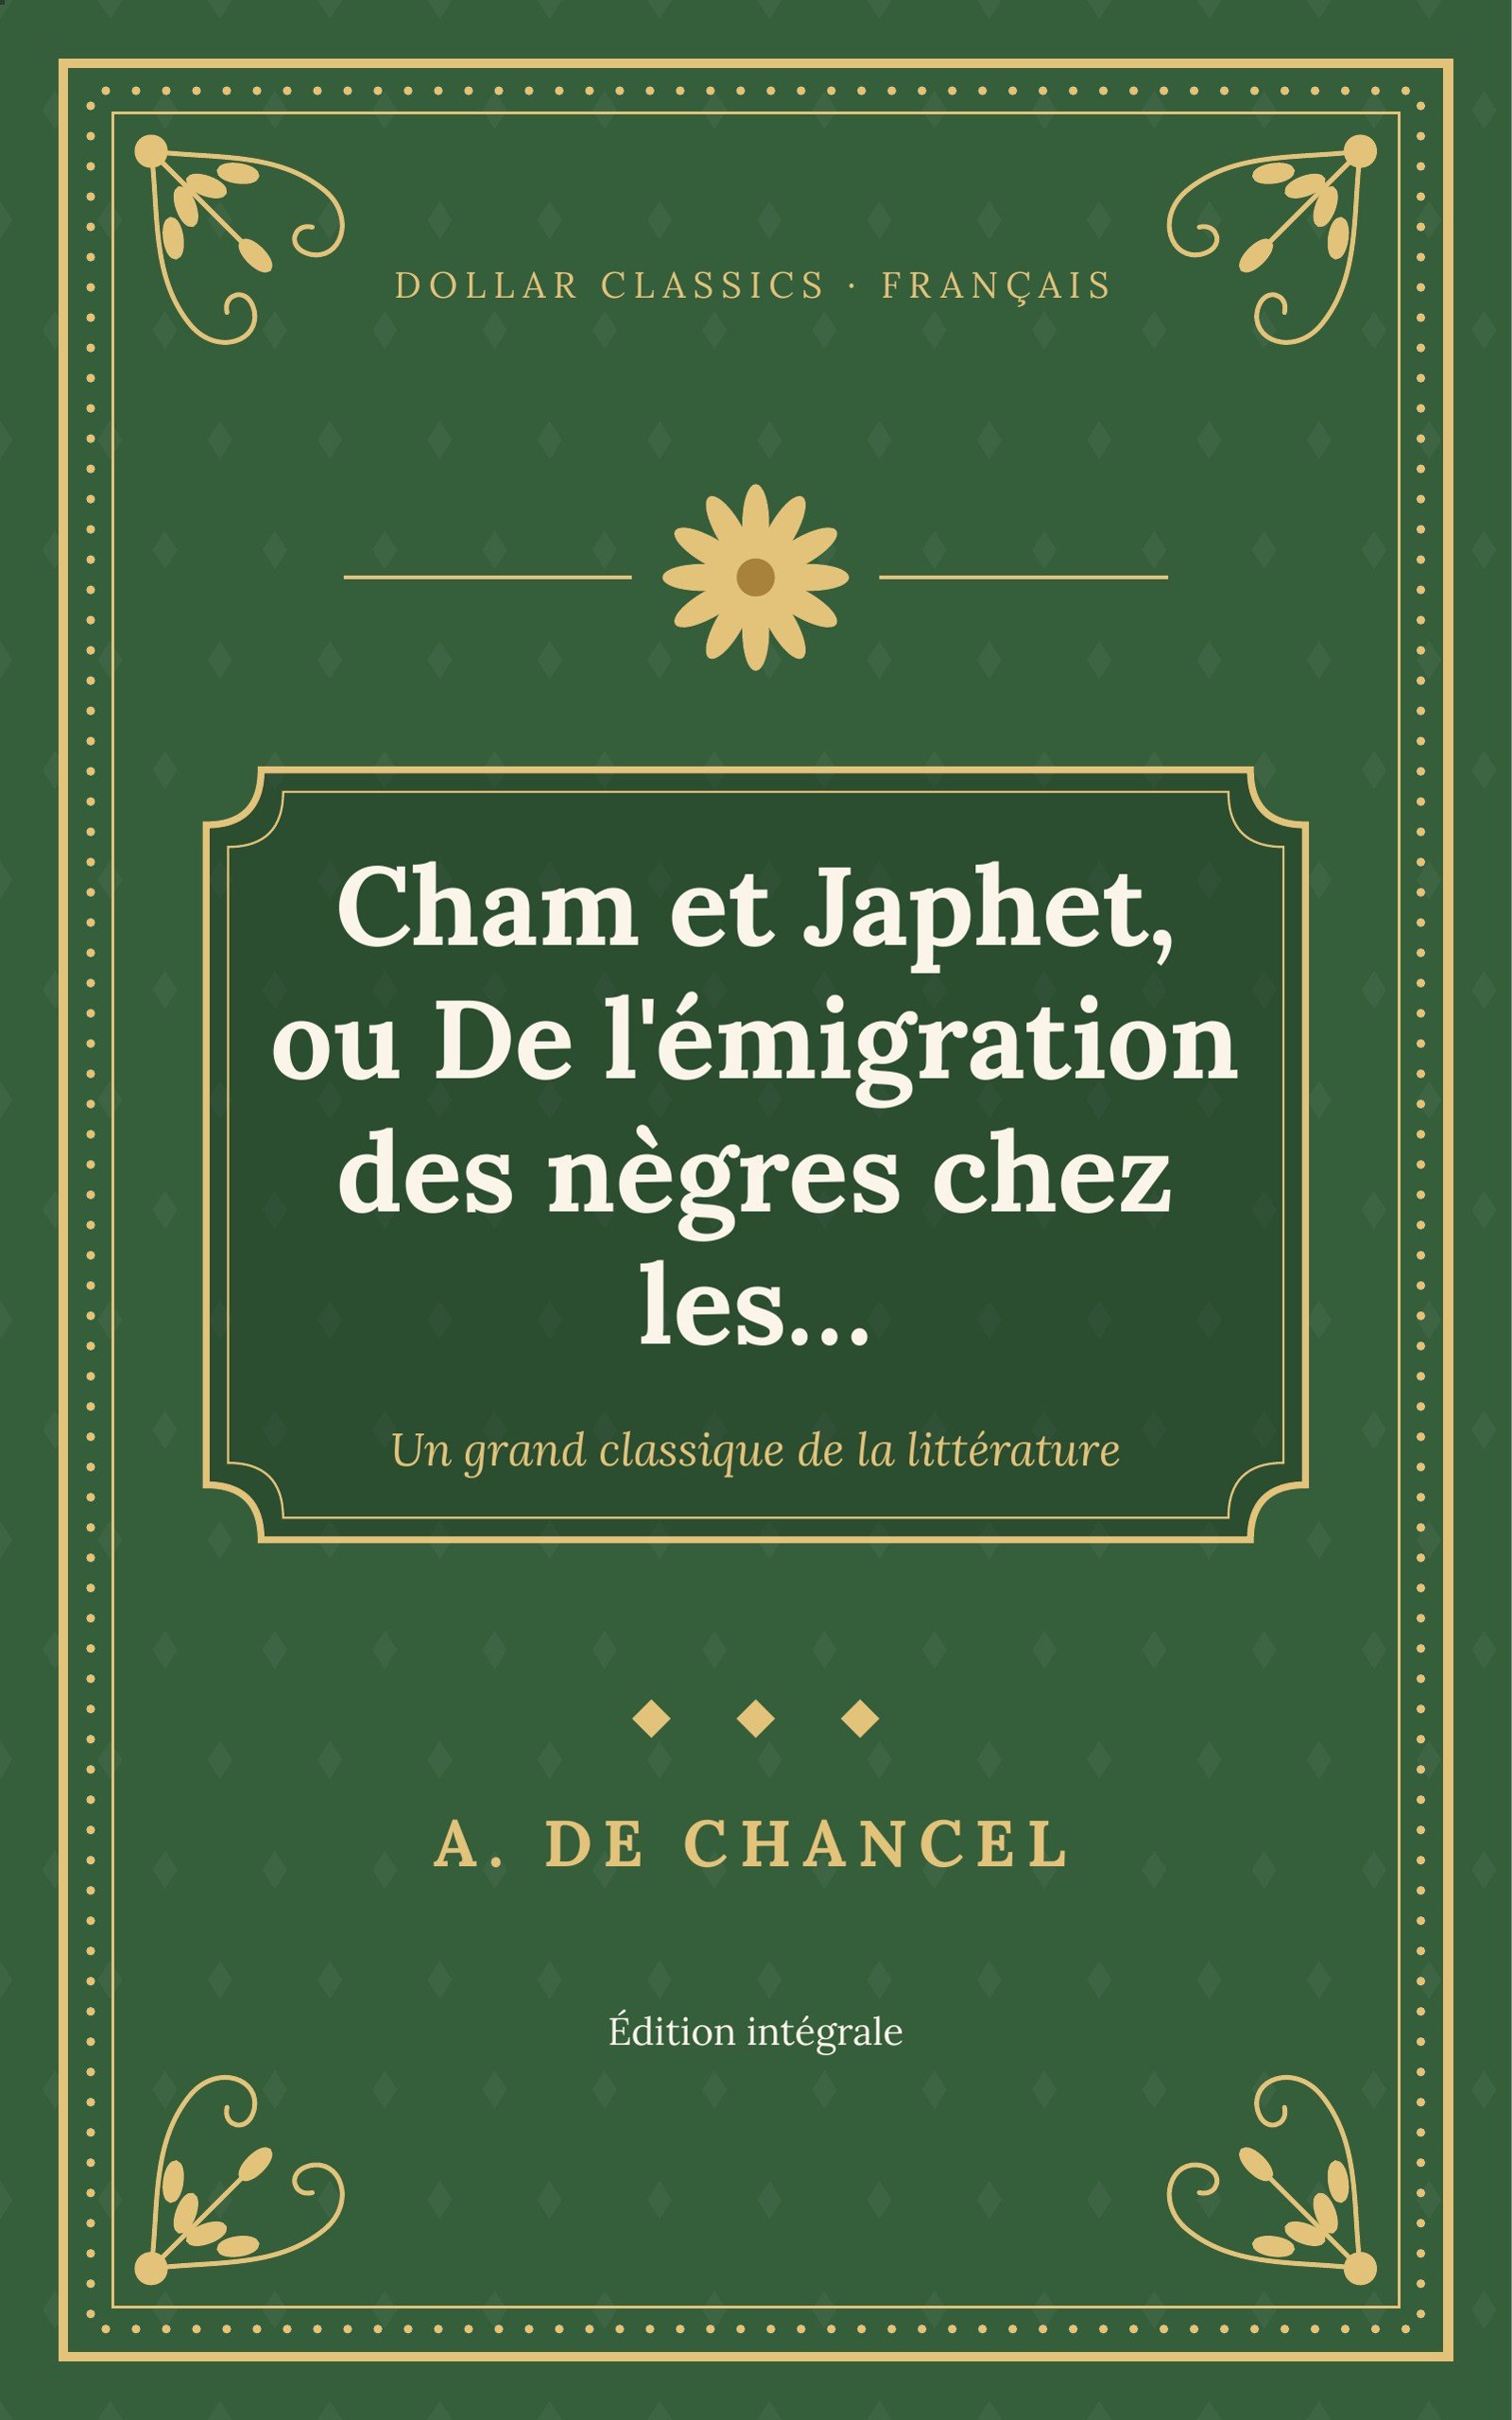 DOLLAR CLASSICS · FRANÇAIS
Cham et Japhet,
ou De l'émigration
des nègres chez
les...
Un grand classique de la littérature
A. DE CHANCEL
Édition intégrale